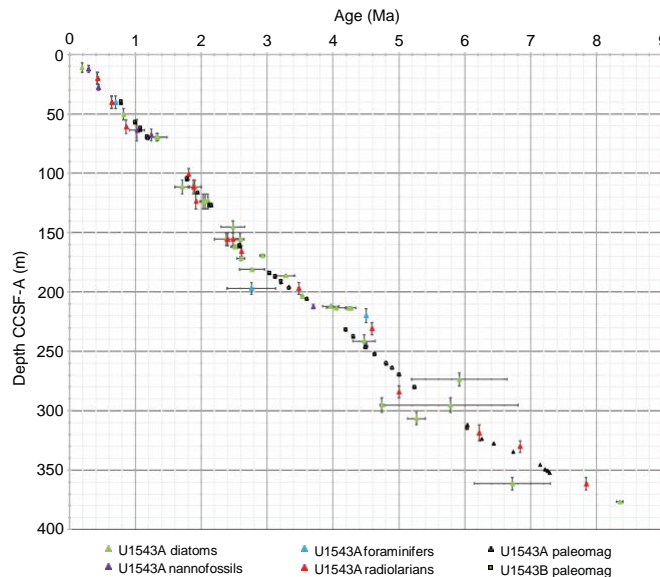 Age (Ma)
0 1 2 3 4 5 6 7 8 9
Depth CCSF-A (m)
0
50
100
150
200
250
300
350
400
U1543A diatoms U1543A foraminifers U1543A paleomag
U1543A nannofossils U1543A radiolarians U1543B paleomag